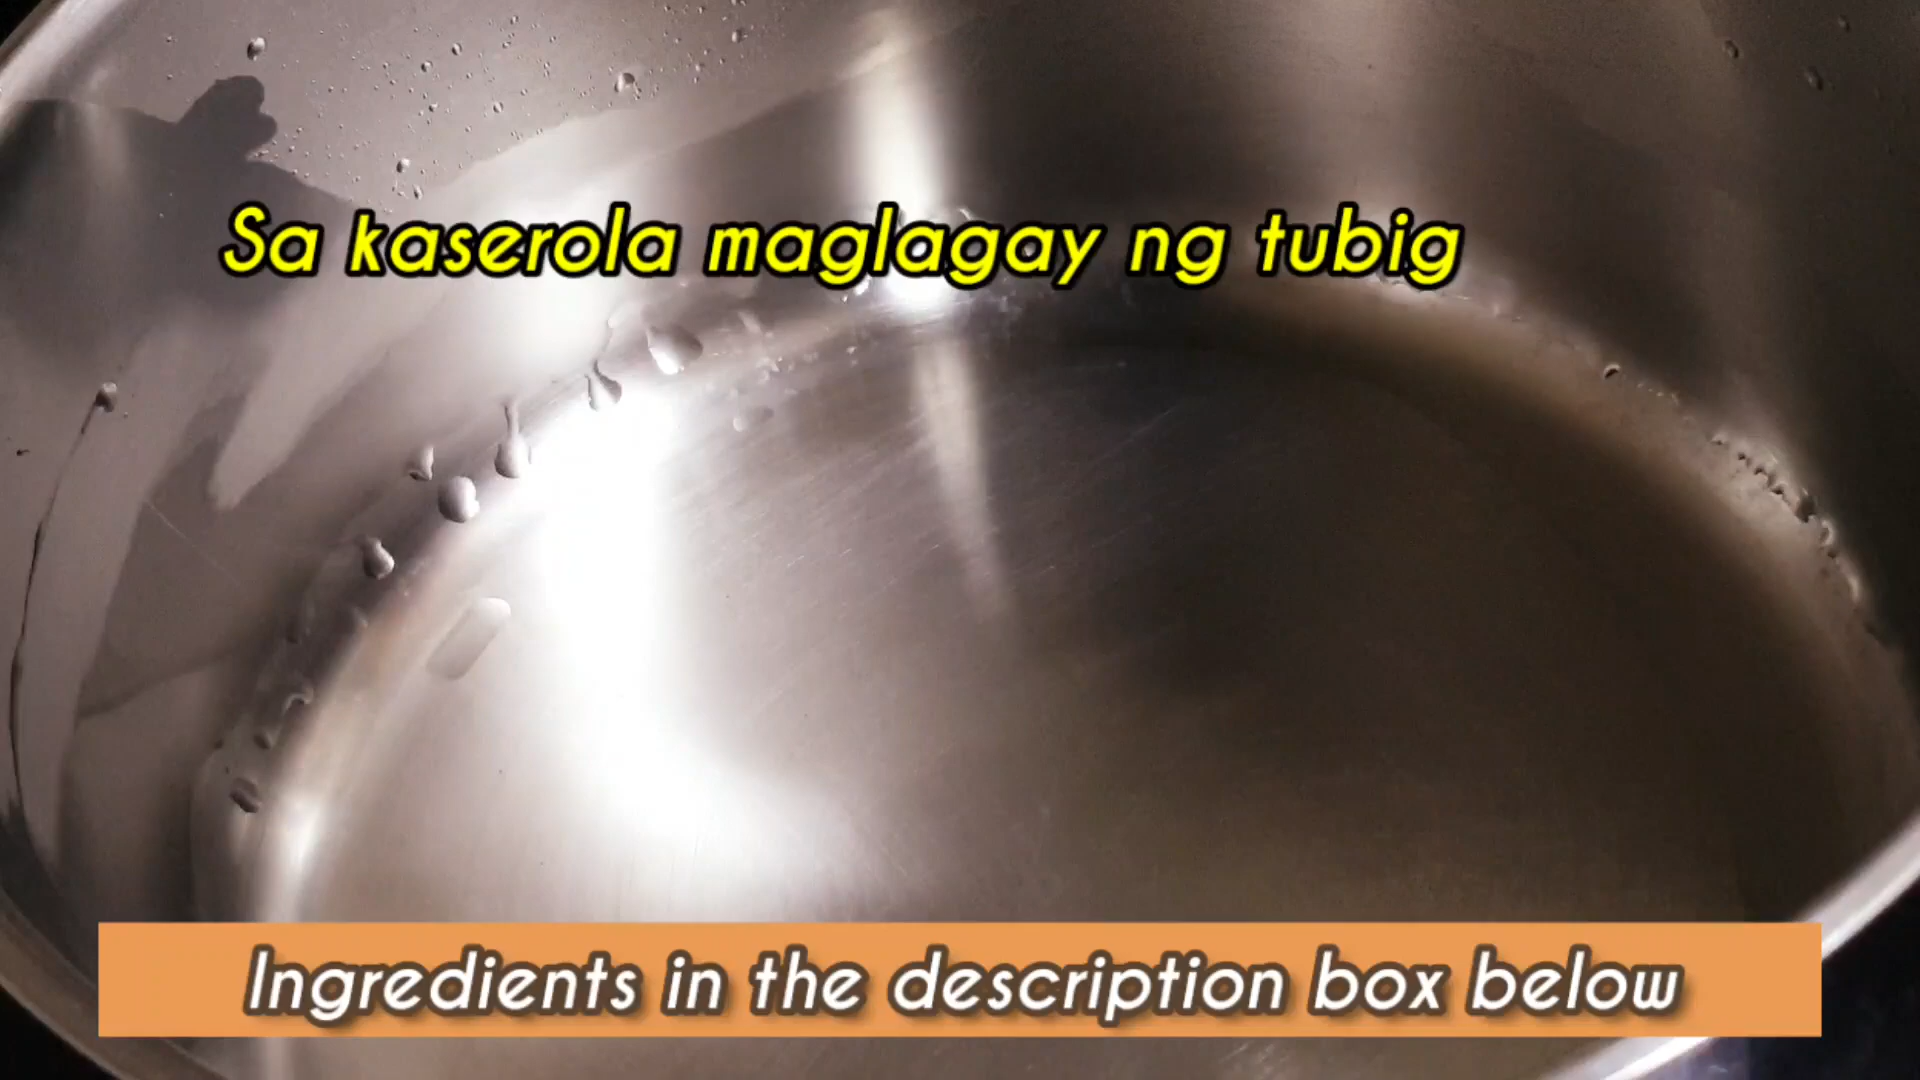 Sa kaserola maglagay ng tubig
Ingredients in the description box below